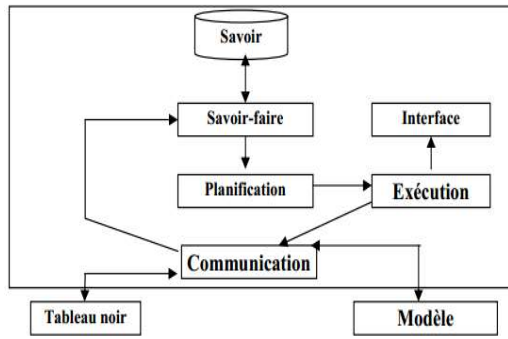 Savoir
Savoir-faire
Interface
Planification
Exécution
Communication
Tableau noir
Modèle